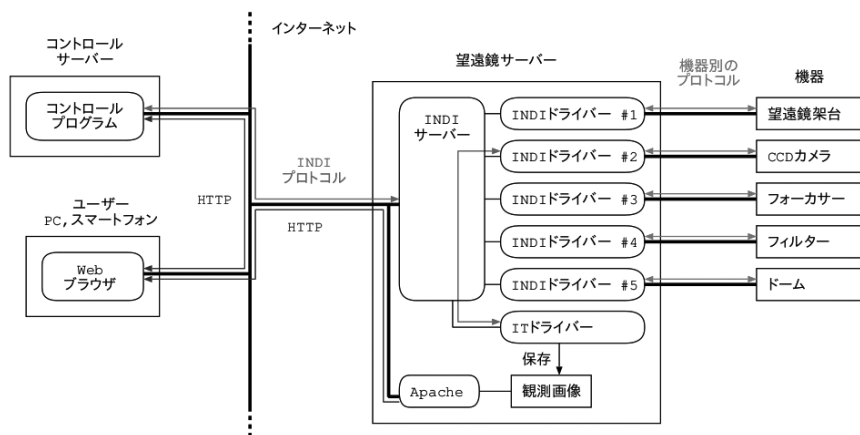 インターネット
コントロール
サーバー
コントロール
プログラム
ユーザー
PC,スマートフォン
Web
ブラウザ
INDI
プロトコル
HTTP
HTTP
望遠鏡サーバー
INDI
サーバー
INDIドライバー #1
INDIドライバー #2
INDIドライバー #3
INDIドライバー #4
INDIドライバー #5
ITドライバー
保存
Apache
観測画像
機器別の
プロトコル
機器
望遠鏡架台
CCDカメラ
フォーカサー
フィルター
ドーム